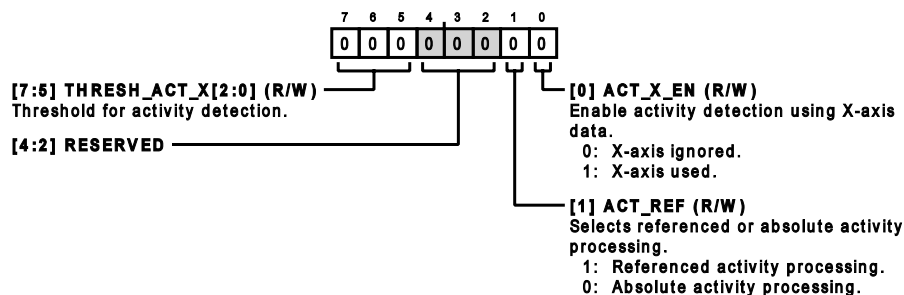 7 6 5 4 3 2 1 0
0 0 0 0 0 0 0 0
[7:5] THRESH_ACT_X[2:0] (R/W)
Threshold for activity detection.
[4:2] RESERVED
[0] ACT_X_EN (R/W)
Enable activity detection using X-axis
data.
0: X-axis ignored.
1: X-axis used.
[1] ACT_REF (R/W)
Selects referenced or absolute activity
processing.
1: Referenced activity processing.
0: Absolute activity processing.